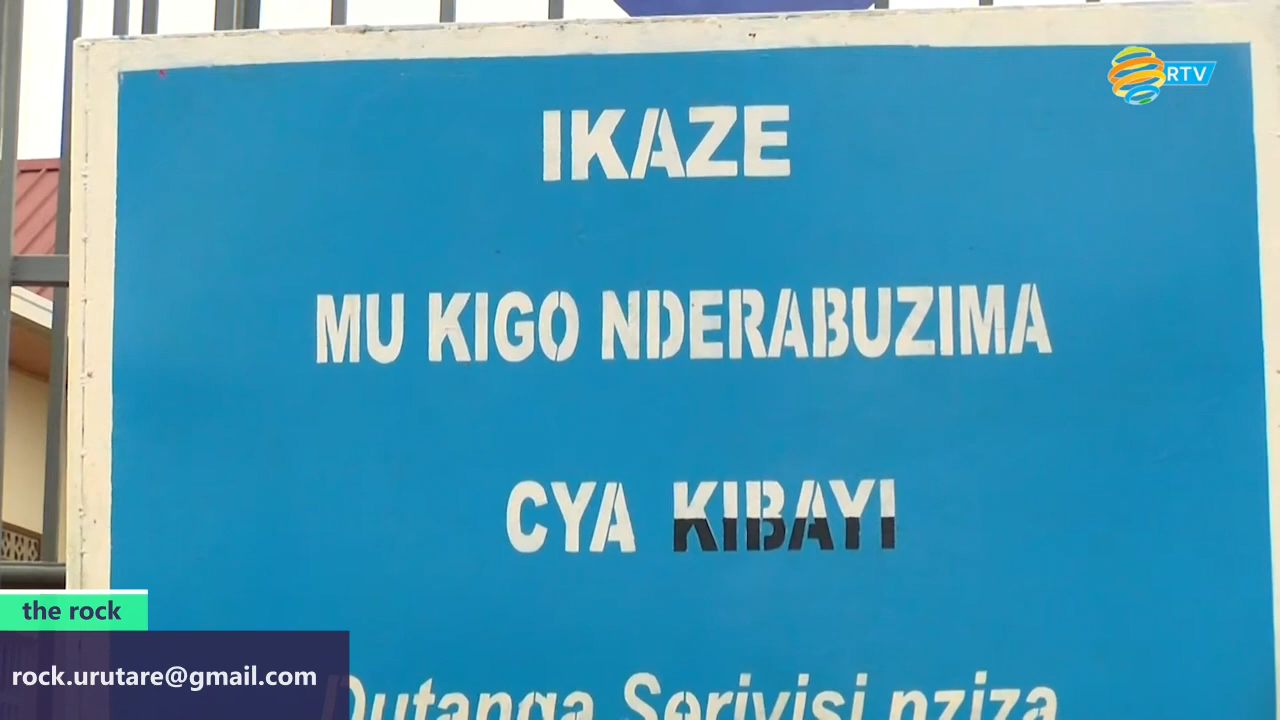 RTV
IKAZE
MU KIGO NDERABUZIMA
CYA KIBAYI
Dutanga Serivisi nziza
the rock
rock.urutare@gmail.com